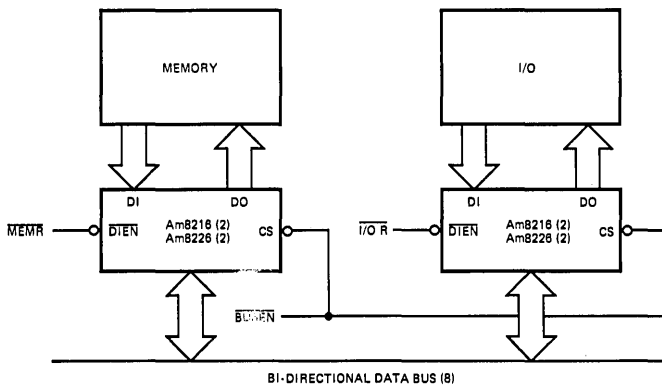 MEMORY
I/O
DI
DO
DI
DO
MEMR
DIEN
Am8216 (2)
Am8226 (2)
CS
I/O R
DIEN
Am8216 (2)
Am8226 (2)
CS
BUSEN
BI-DIRECTIONAL DATA BUS (8)